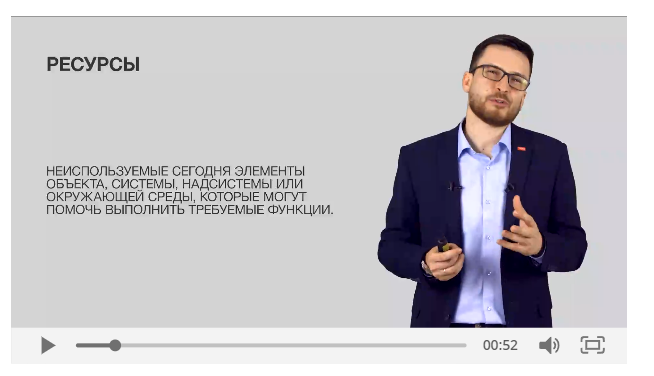 РЕСУРСЫ
НЕИСПОЛЬЗУЕМЫЕ СЕГОДНЯ ЭЛЕМЕНТЫ
ОБЪЕКТА, СИСТЕМЫ, НАДСИСТЕМЫ ИЛИ
ОКРУЖАЮЩЕЙ СРЕДЫ, КОТОРЫЕ МОГУТ
ПОМОЧЬ ВЫПОЛНИТЬ ТРЕБУЕМЫЕ ФУНКЦИИ.
00:52